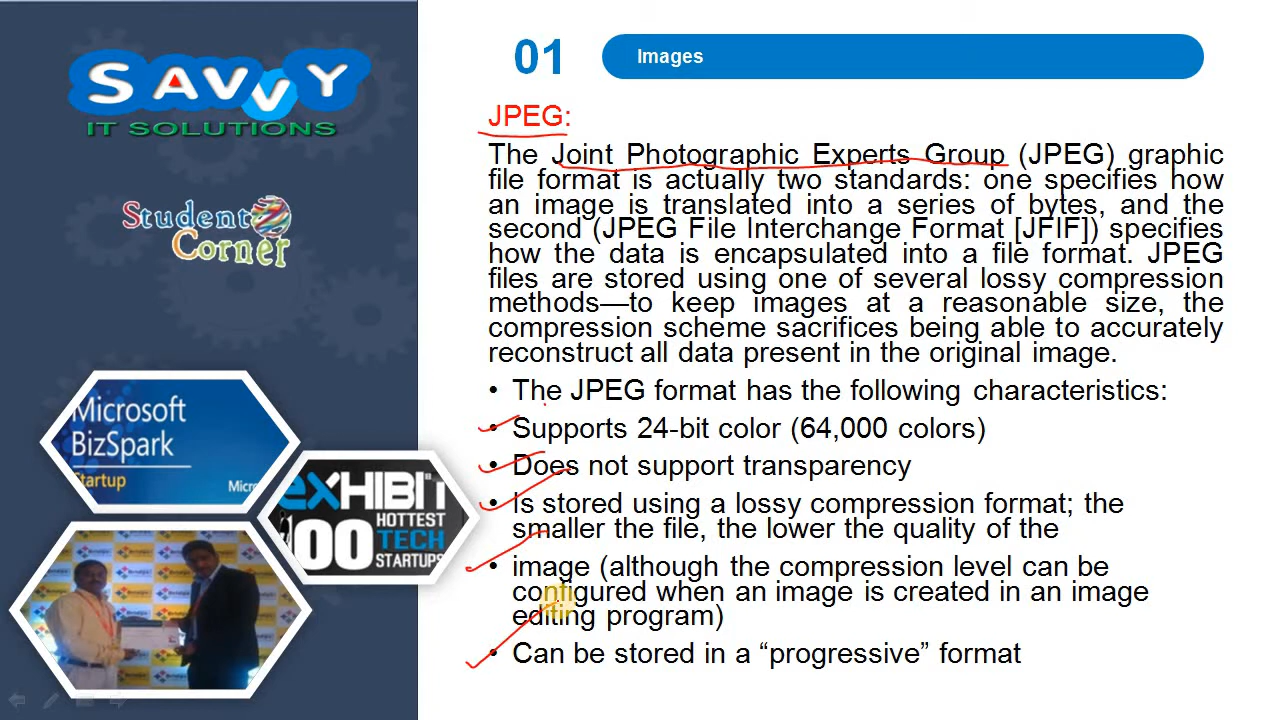 SAVVY
IT SOLUTIONS
Student
Corner
Microsoft
BizSpark
Startup
Micros
EXHIBIT
100
HOTTEST
TECH
STARTUPS
01
Images
JPEG:
The Joint Photographic Experts Group (JPEG) graphic
file format is actually two standards: one specifies how
an image is translated into a series of bytes, and the
second (JPEG File Interchange Format [JFIF]) specifies
how the data is encapsulated into a file format. JPEG
files are stored using one of several lossy compression
methods—to keep images at a reasonable size, the
compression scheme sacrifices being able to accurately
reconstruct all data present in the original image.
• The JPEG format has the following characteristics:
• Supports 24-bit color (64,000 colors)
• Does not support transparency
• Is stored using a lossy compression format; the
smaller the file, the lower the quality of the
• image (although the compression level can be
configured when an image is created in an image
editing program)
• Can be stored in a “progressive” format